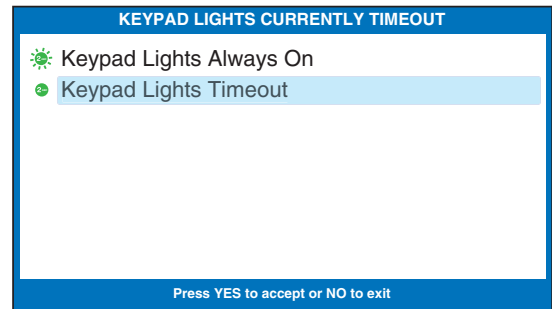 KEYPAD LIGHTS CURRENTLY TIMEOUT
Keypad Lights Always On
Keypad Lights Timeout
Press YES to accept or NO to exit